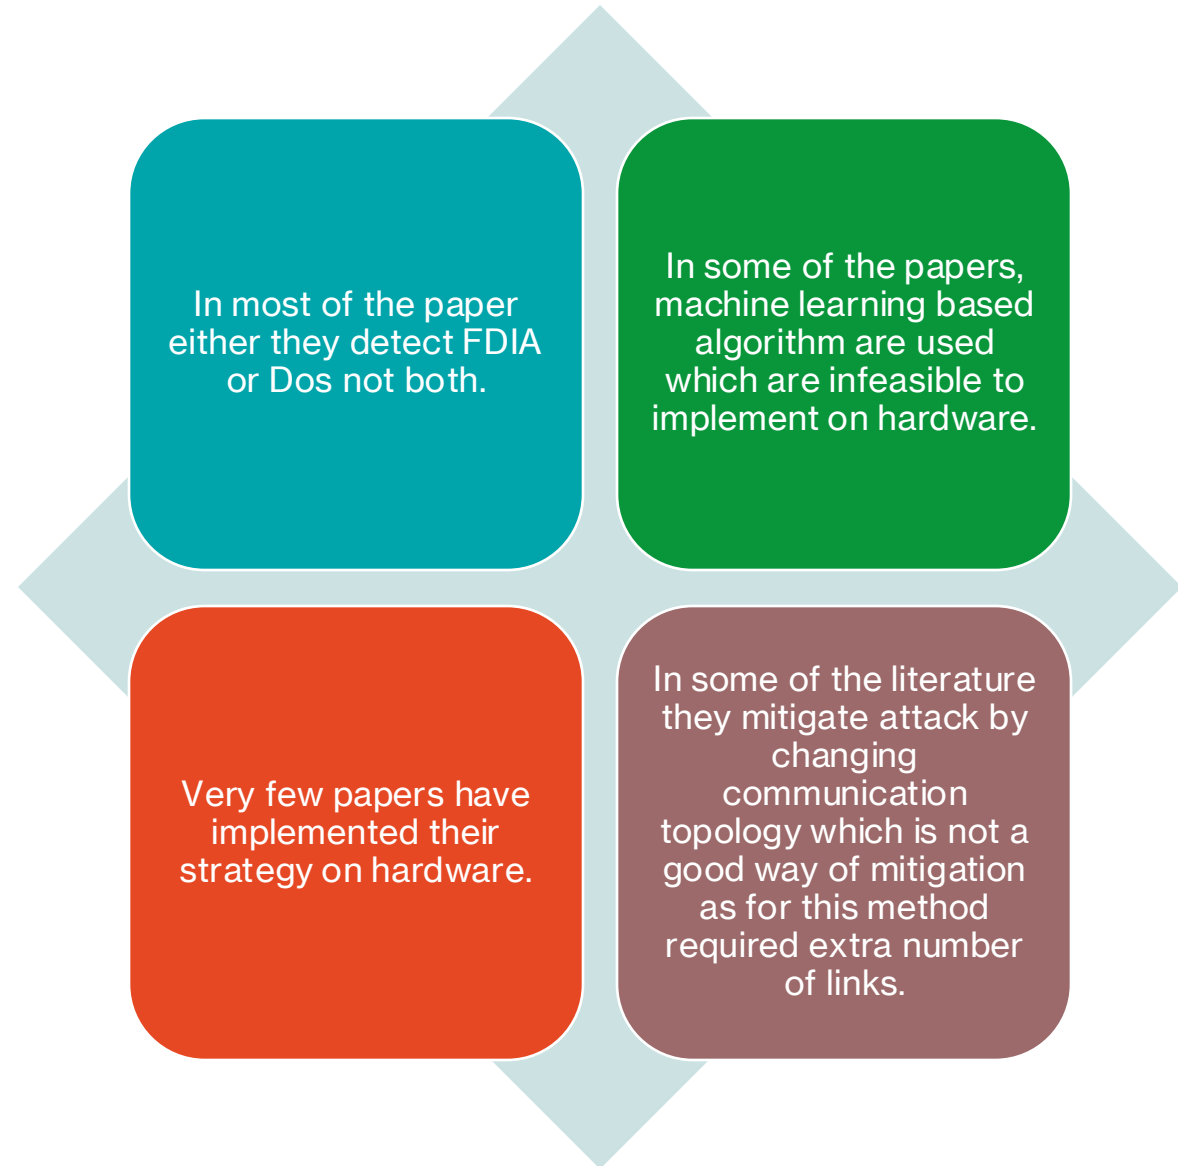 In most of the paper
either they detect FDIA
or Dos not both.
In some of the papers,
machine learning based
algorithm are used
which are infeasible to
implement on hardware.
Very few papers have
implemented their
strategy on hardware.
In some of the literature
they mitigate attack by
changing
communication
topology which is not a
good way of mitigation
as for this method
required extra number
of links.